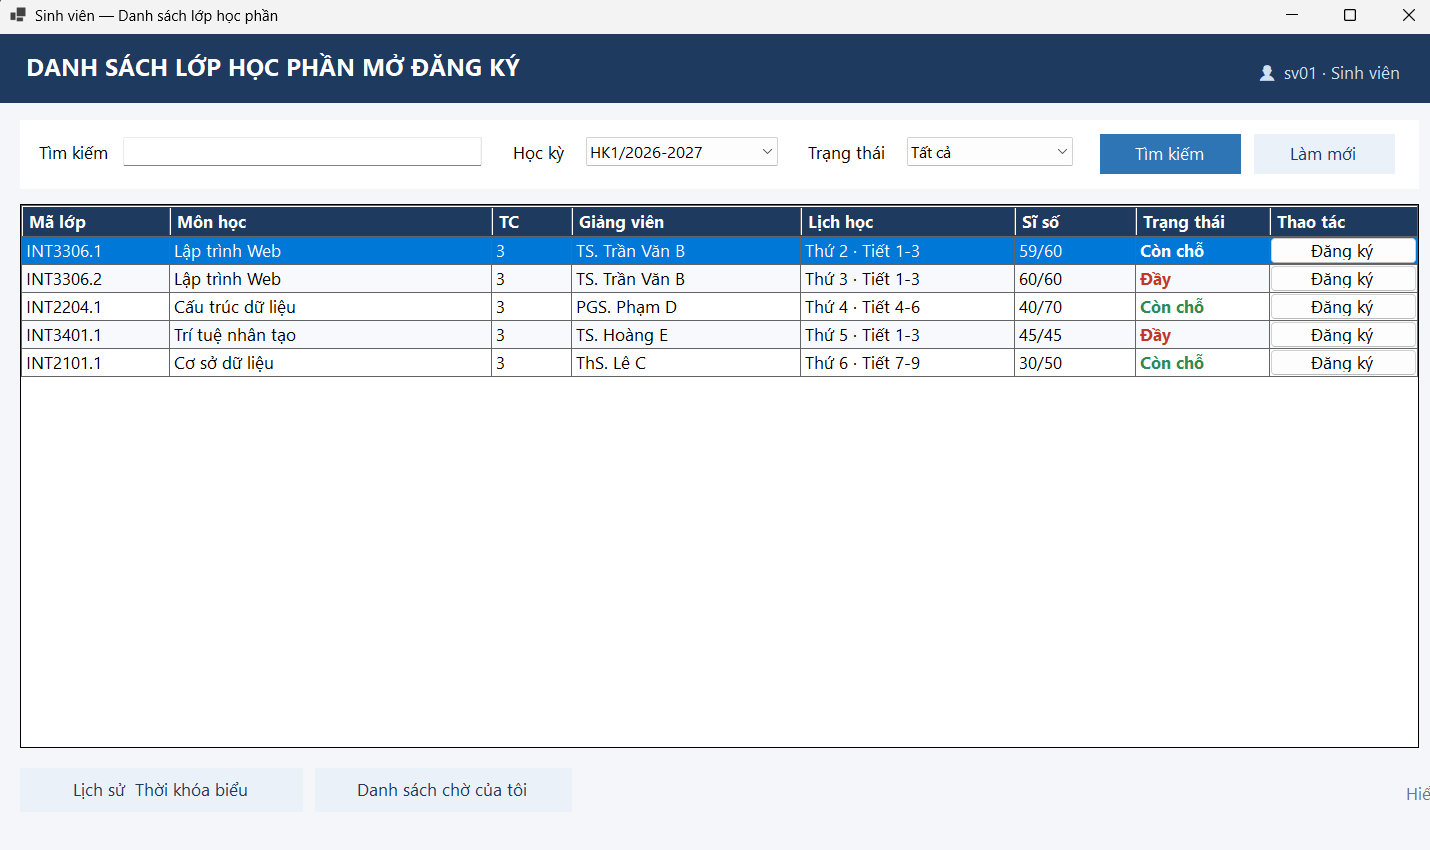 Sinh viên — Danh sách lớp học phần
DANH SÁCH LỚP HỌC PHẦN MỞ ĐĂNG KÝ
sv01 · Sinh viên
Tìm kiếm Học kỳ HK1/2026-2027 Trạng thái Tất cả Tìm kiếm Làm mới
Mã lớp Môn học TC Giảng viên Lịch học Sĩ số Trạng thái Thao tác
INT3306.1 Lập trình Web 3 TS. Trần Văn B Thứ 2 · Tiết 1-3 59/60 Còn chỗ Đăng ký
INT3306.2 Lập trình Web 3 TS. Trần Văn B Thứ 3 · Tiết 1-3 60/60 Đầy Đăng ký
INT2204.1 Cấu trúc dữ liệu 3 PGS. Phạm D Thứ 4 · Tiết 4-6 40/70 Còn chỗ Đăng ký
INT3401.1 Trí tuệ nhân tạo 3 TS. Hoàng E Thứ 5 · Tiết 1-3 45/45 Đầy Đăng ký
INT2101.1 Cơ sở dữ liệu 3 ThS. Lê C Thứ 6 · Tiết 7-9 30/50 Còn chỗ Đăng ký
Lịch sử  Thời khóa biểu Danh sách chờ của tôi